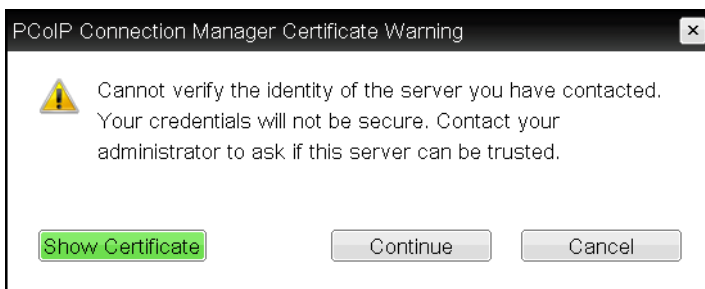 PCoIP Connection Manager Certificate Warning
Cannot verify the identity of the server you have contacted.
Your credentials will not be secure. Contact your
administrator to ask if this server can be trusted.
Show Certificate
Continue
Cancel